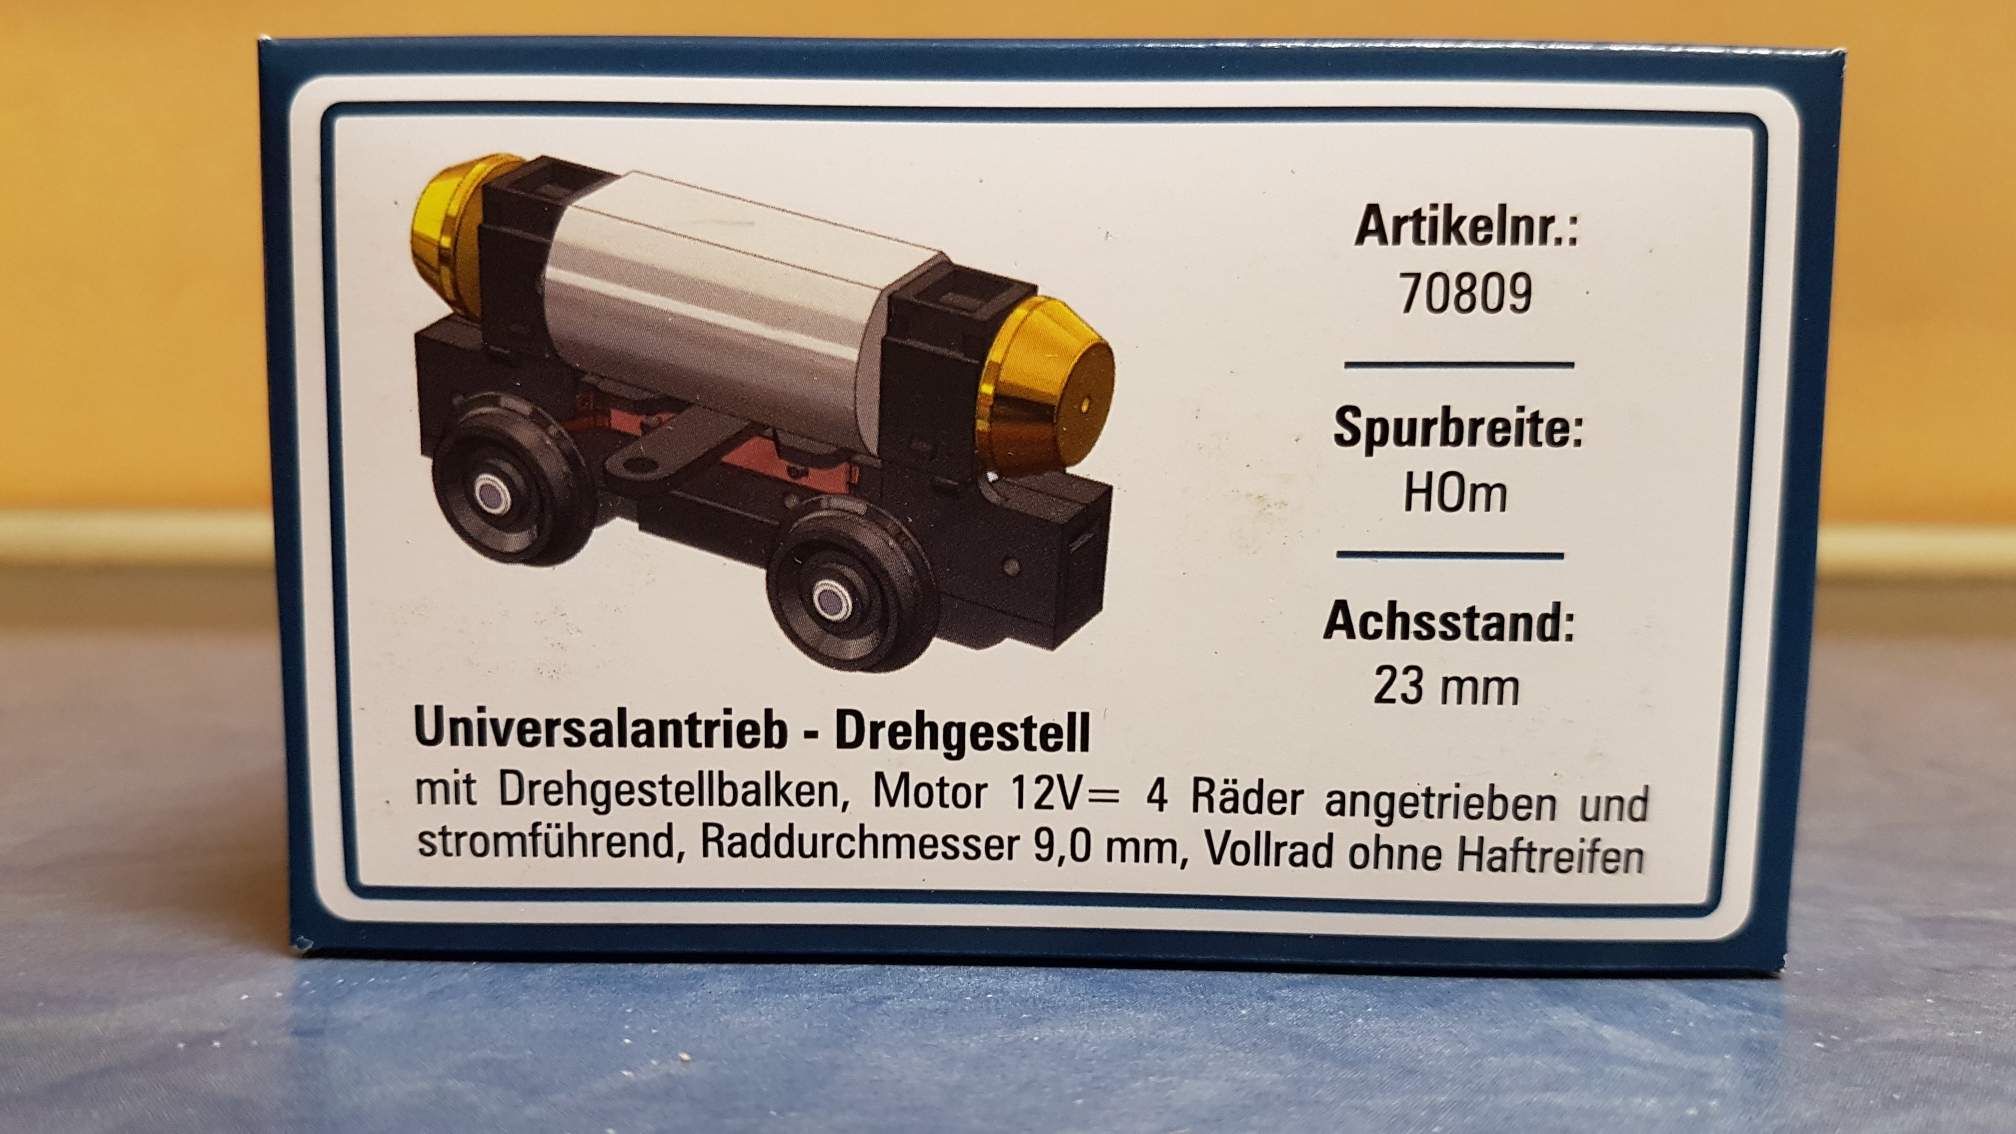 Artikelnr.:
70809
Spurbreite:
HOm
Achsstand:
23 mm
Universalantrieb - Drehgestell
mit Drehgestellbalken, Motor 12V= 4 Räder angetrieben und
stromführend, Raddurchmesser 9,0 mm, Vollrad ohne Haftreifen